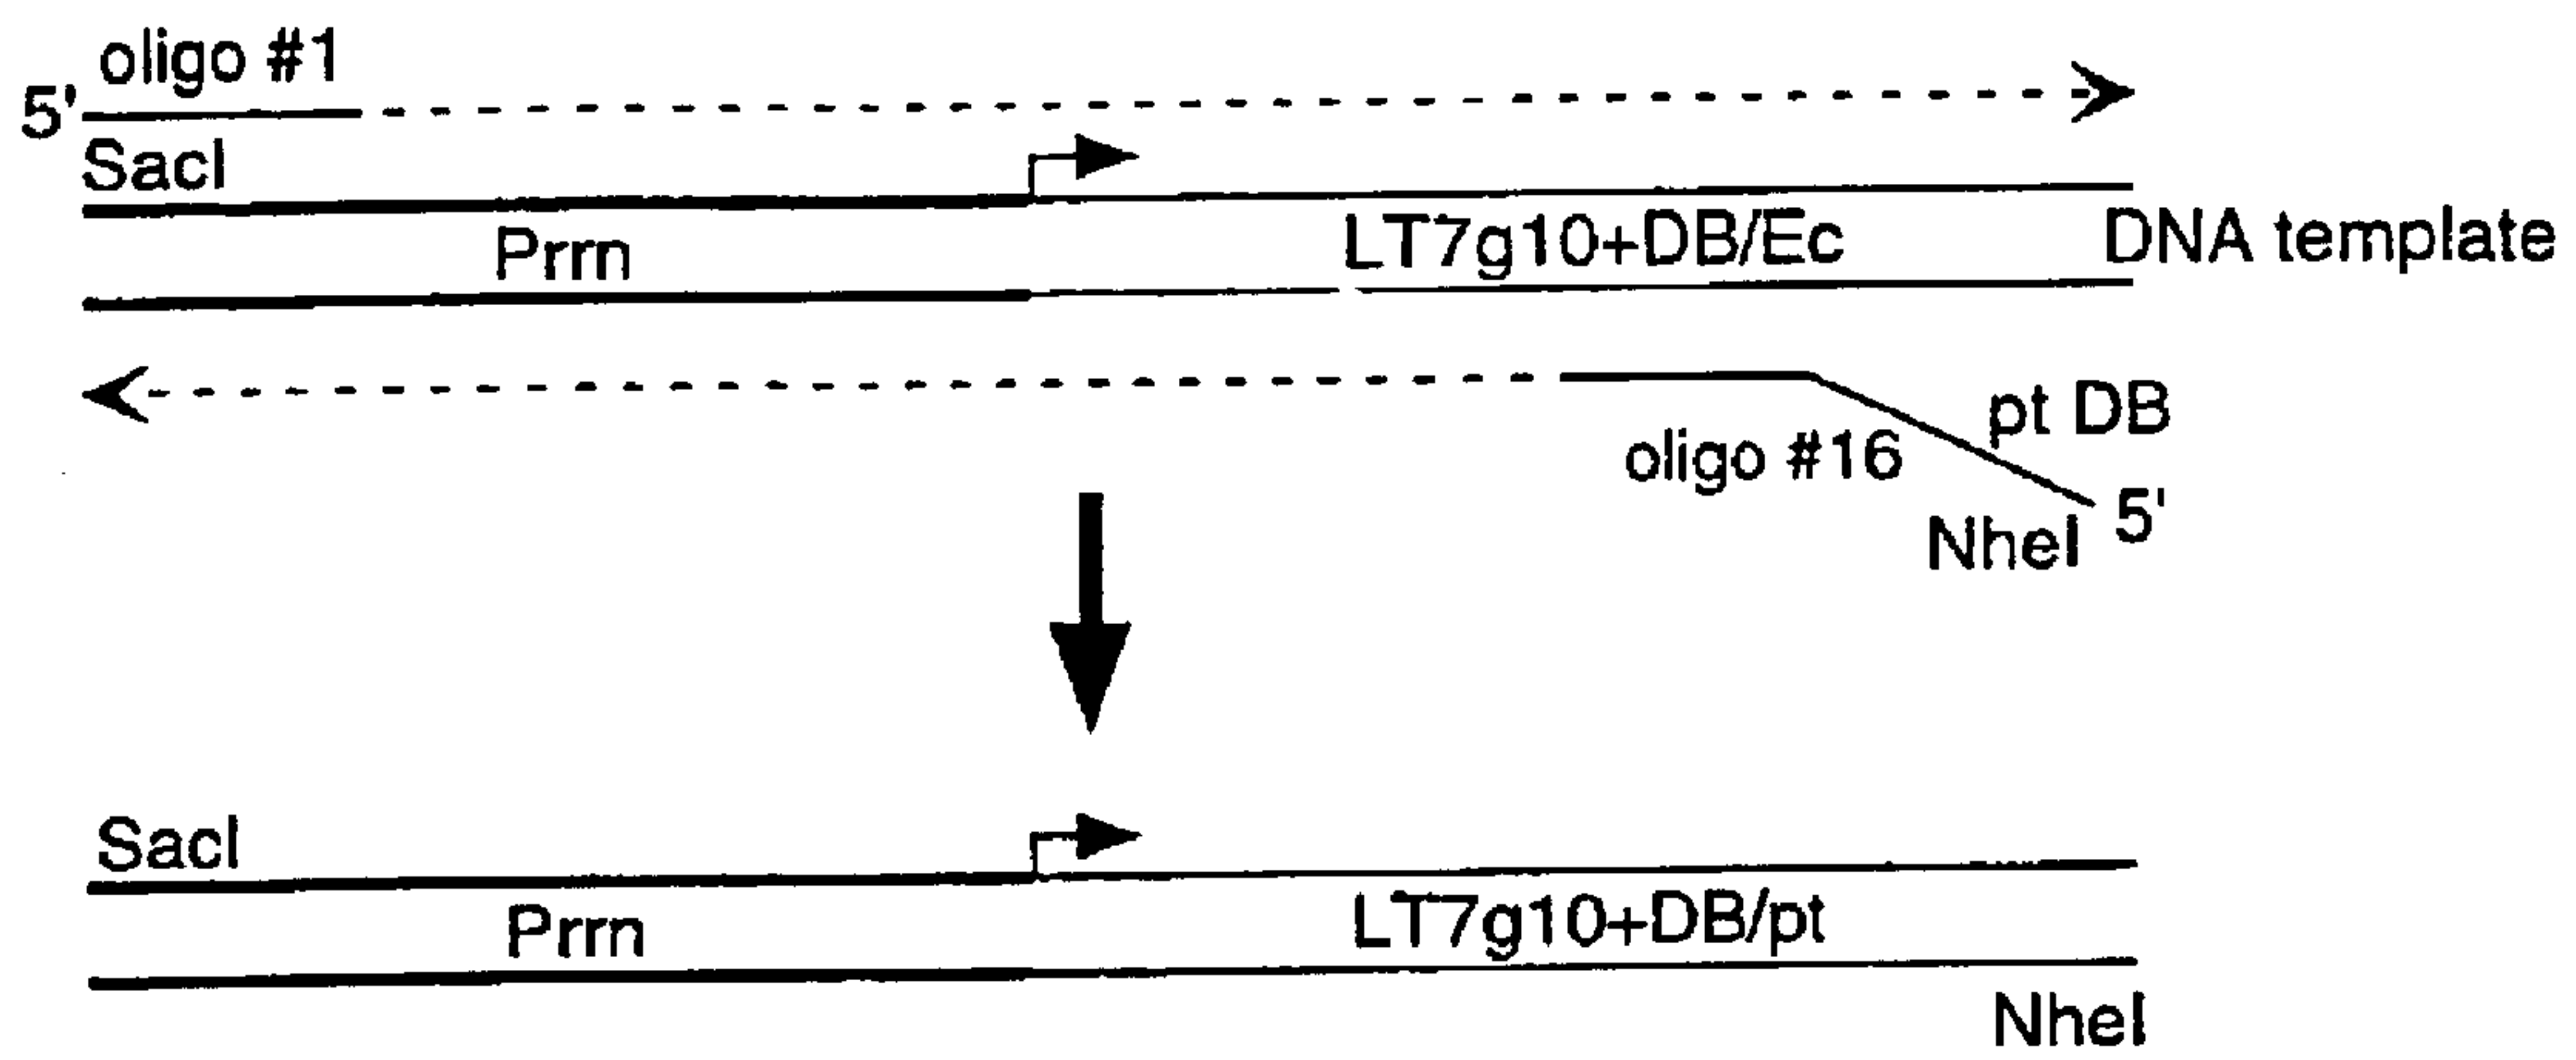 oligo #1
5'
SacI
Prrn
LT7g10+DB/Ec
DNA template
pt DB
oligo #16
5'
NheI
SacI
Prrn
LT7g10+DB/pt
NheI